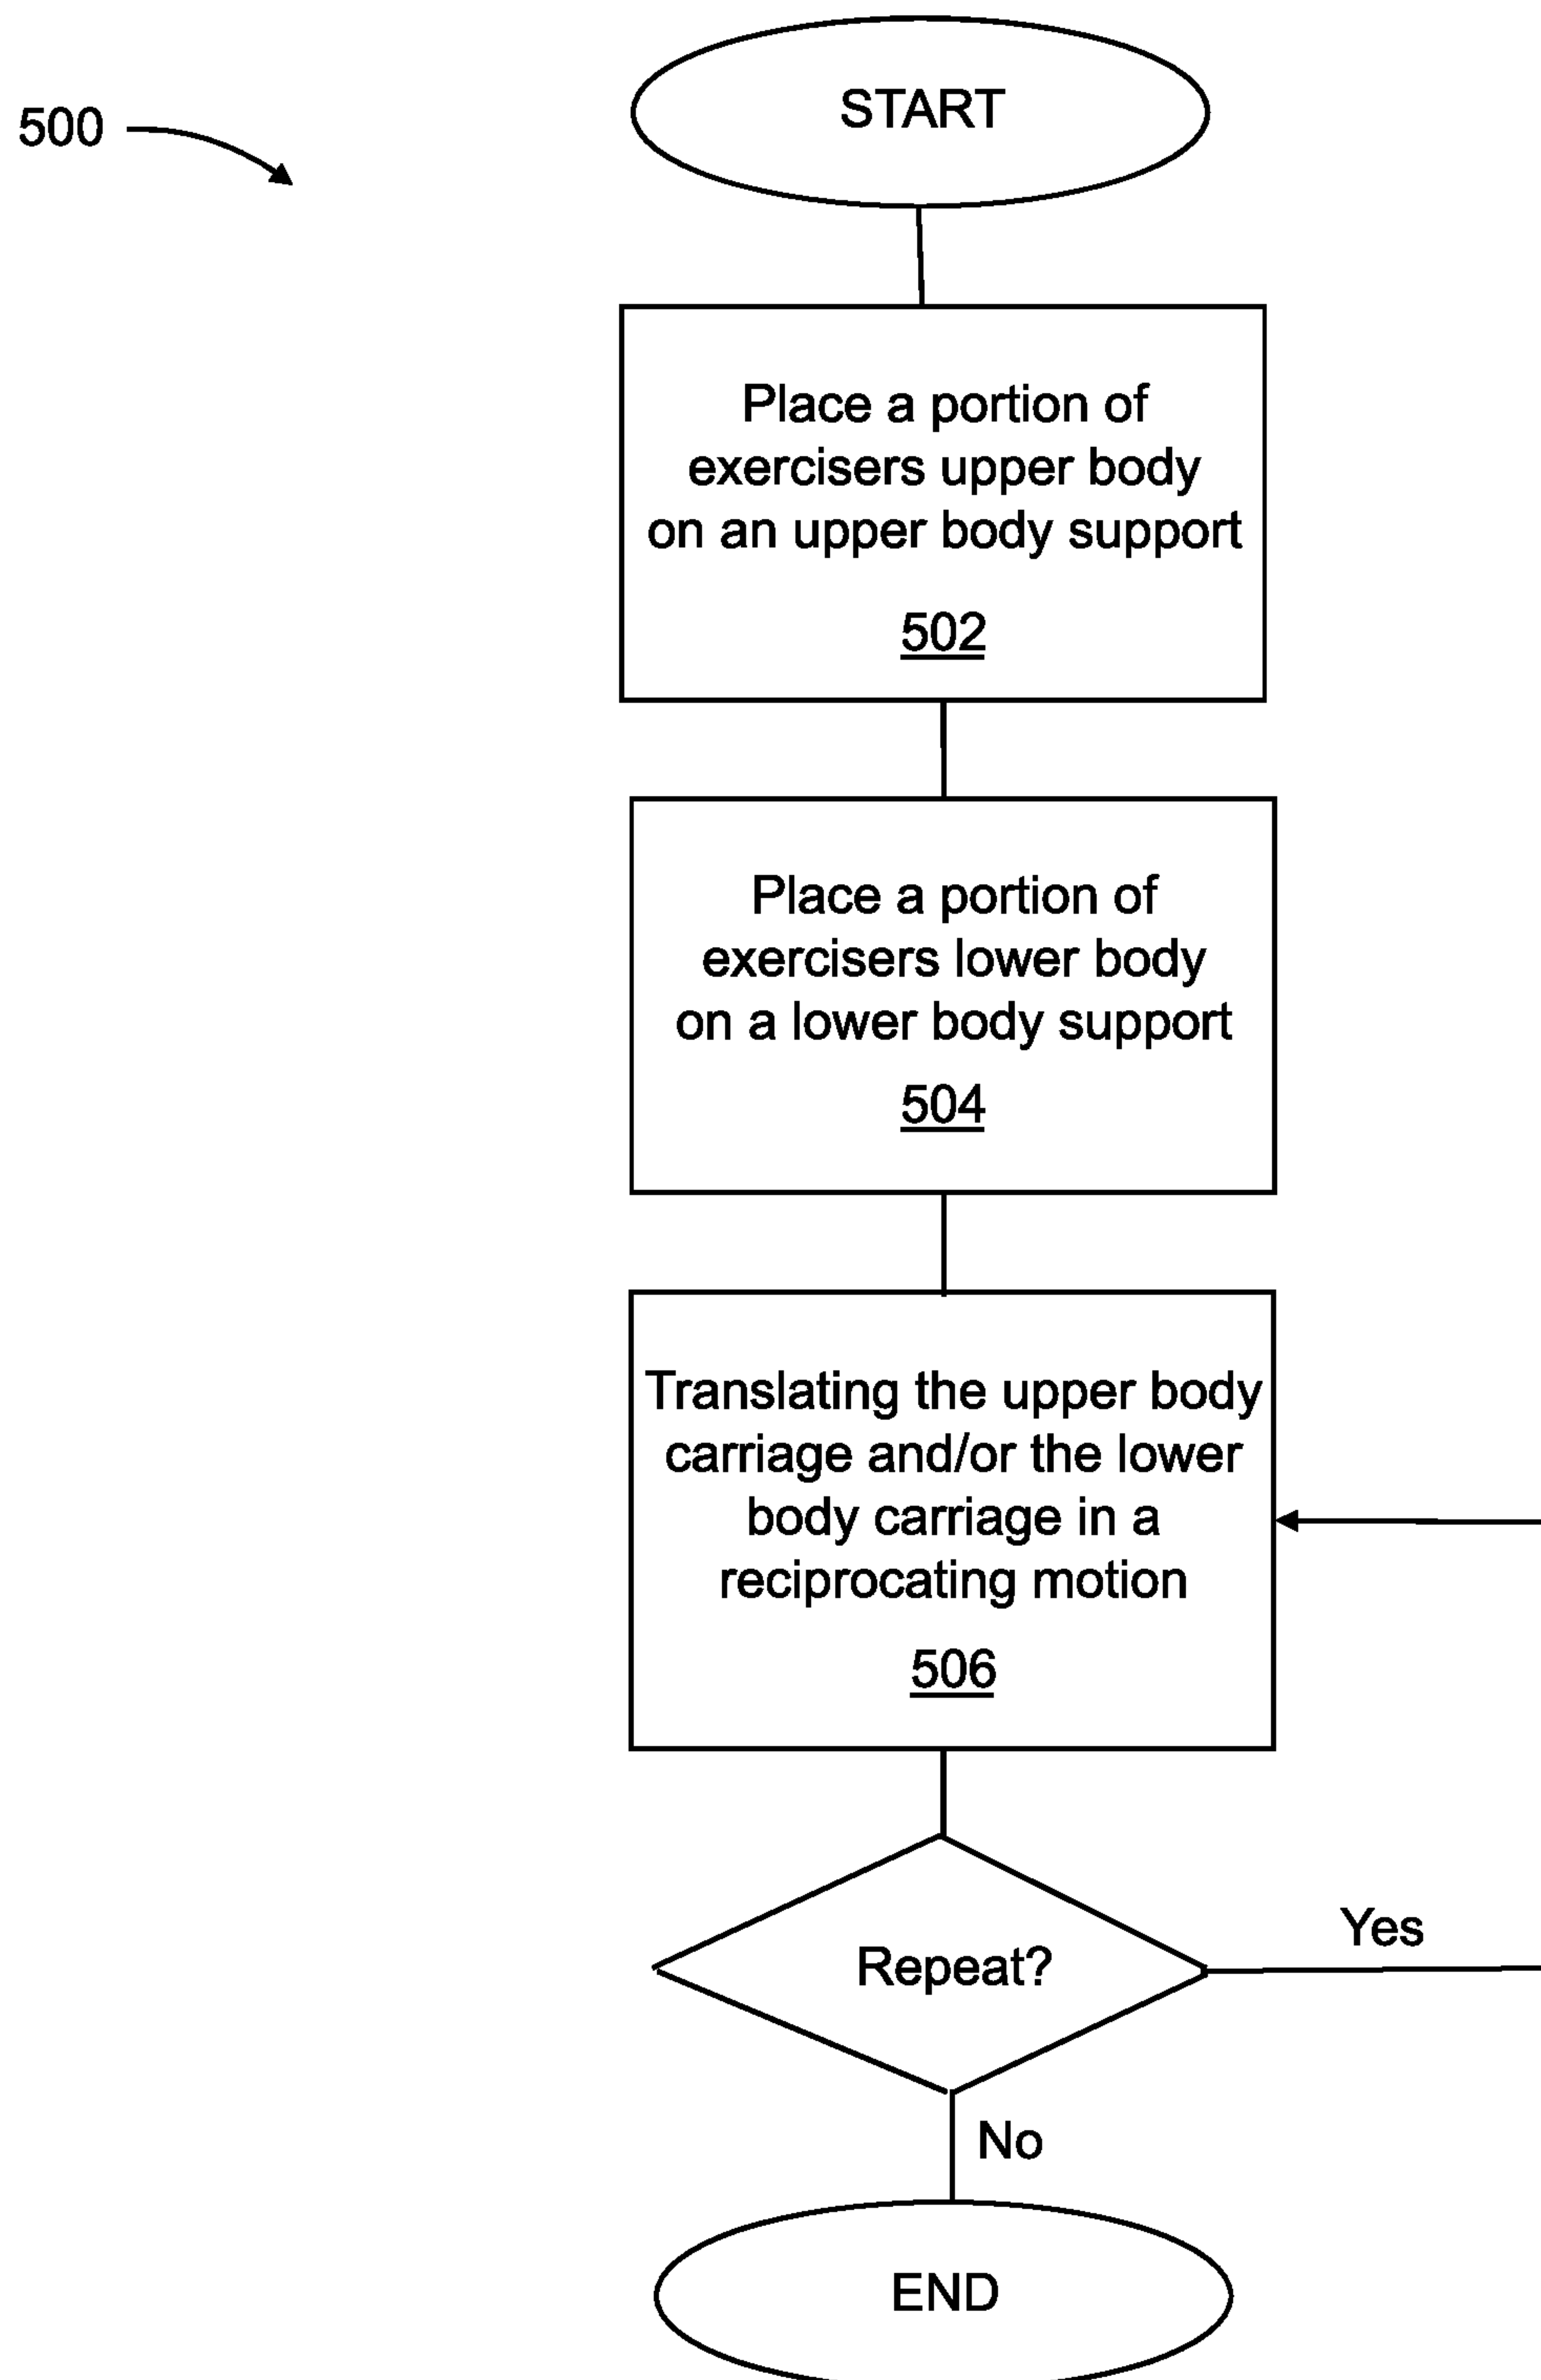 START
500
Place a portion of
exercisers upper body
on an upper body support
502
Place a portion of
exercisers lower body
on a lower body support
504
Translating the upper body
carriage and/or the lower
body carriage in a
reciprocating motion
506
Yes
Repeat?
No
END